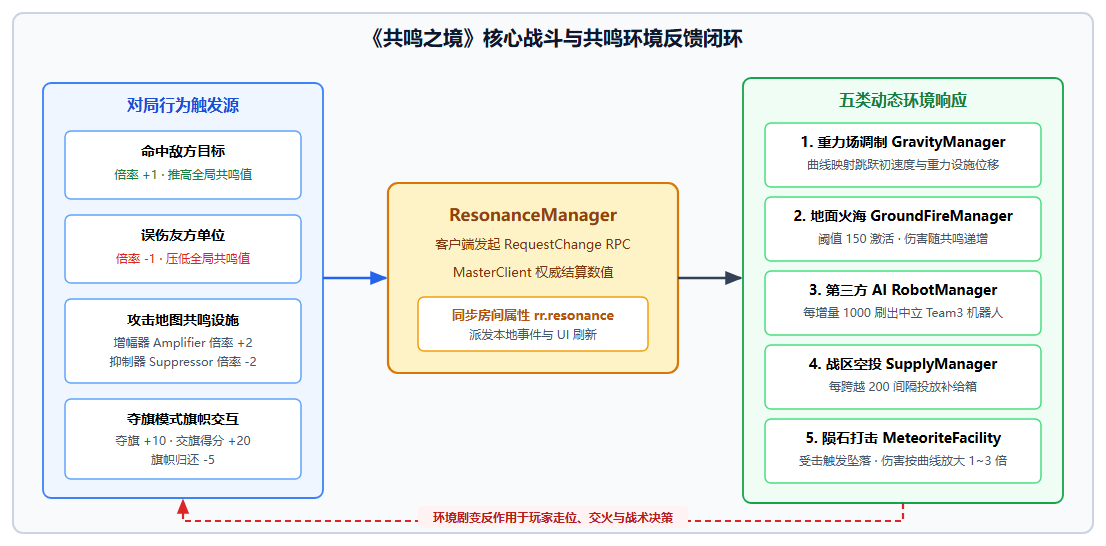 《共鸣之境》核心战斗与共鸣环境反馈闭环
对局行为触发源
命中敌方目标
倍率 +1 · 推高全局共鸣值
误伤友方单位
倍率 -1 · 压低全局共鸣值
攻击地图共鸣设施
增幅器 Amplifier 倍率 +2
抑制器 Suppressor 倍率 -2
夺旗模式旗帜交互
夺旗 +10 · 交旗得分 +20
旗帜归还 -5
ResonanceManager
客户端发起 RequestChange RPC
MasterClient 权威结算数值
同步房间属性 rr.resonance
派发本地事件与 UI 刷新
五类动态环境响应
1. 重力场调制 GravityManager
曲线映射跳跃初速度与重力设施位移
2. 地面火海 GroundFireManager
阈值 150 激活 · 伤害随共鸣递增
3. 第三方 AI RobotManager
每增量 1000 刷出中立 Team3 机器人
4. 战区空投 SupplyManager
每跨越 200 间隔投放补给箱
5. 陨石打击 MeteoriteFacility
受击触发坠落 · 伤害按曲线放大 1~3 倍
环境剧变反作用于玩家走位、交火与战术决策